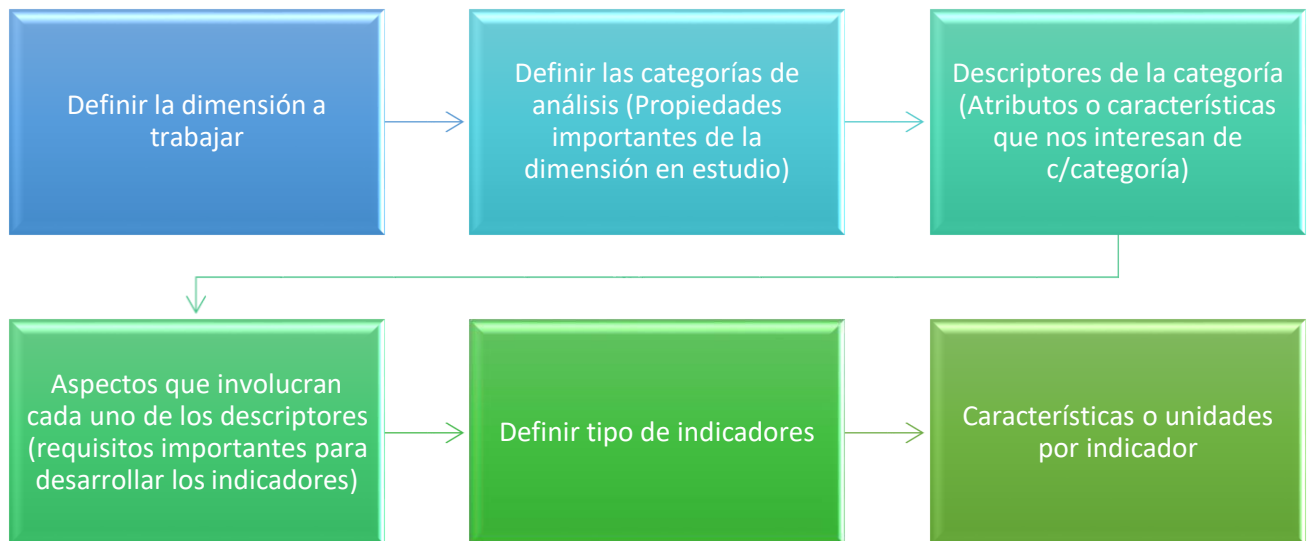 Definir la dimensión a
trabajar
Definir las categorías de
análisis (Propiedades
importantes de la
dimensión en estudio)
Descriptores de la categoría
(Atributos o características
que nos interesan de
c/categoría)
Aspectos que involucran
cada uno de los descriptores
(requisitos importantes para
desarrollar los indicadores)
Definir tipo de indicadores
Características o unidades
por indicador